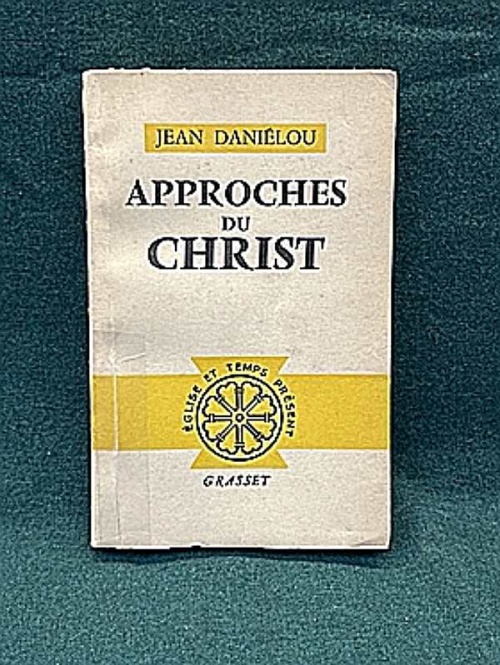 JEAN DANIÉLOU
APPROCHES
DU
CHRIST
ÉGLISE ET TEMPS PRÉSENT
GRASSET